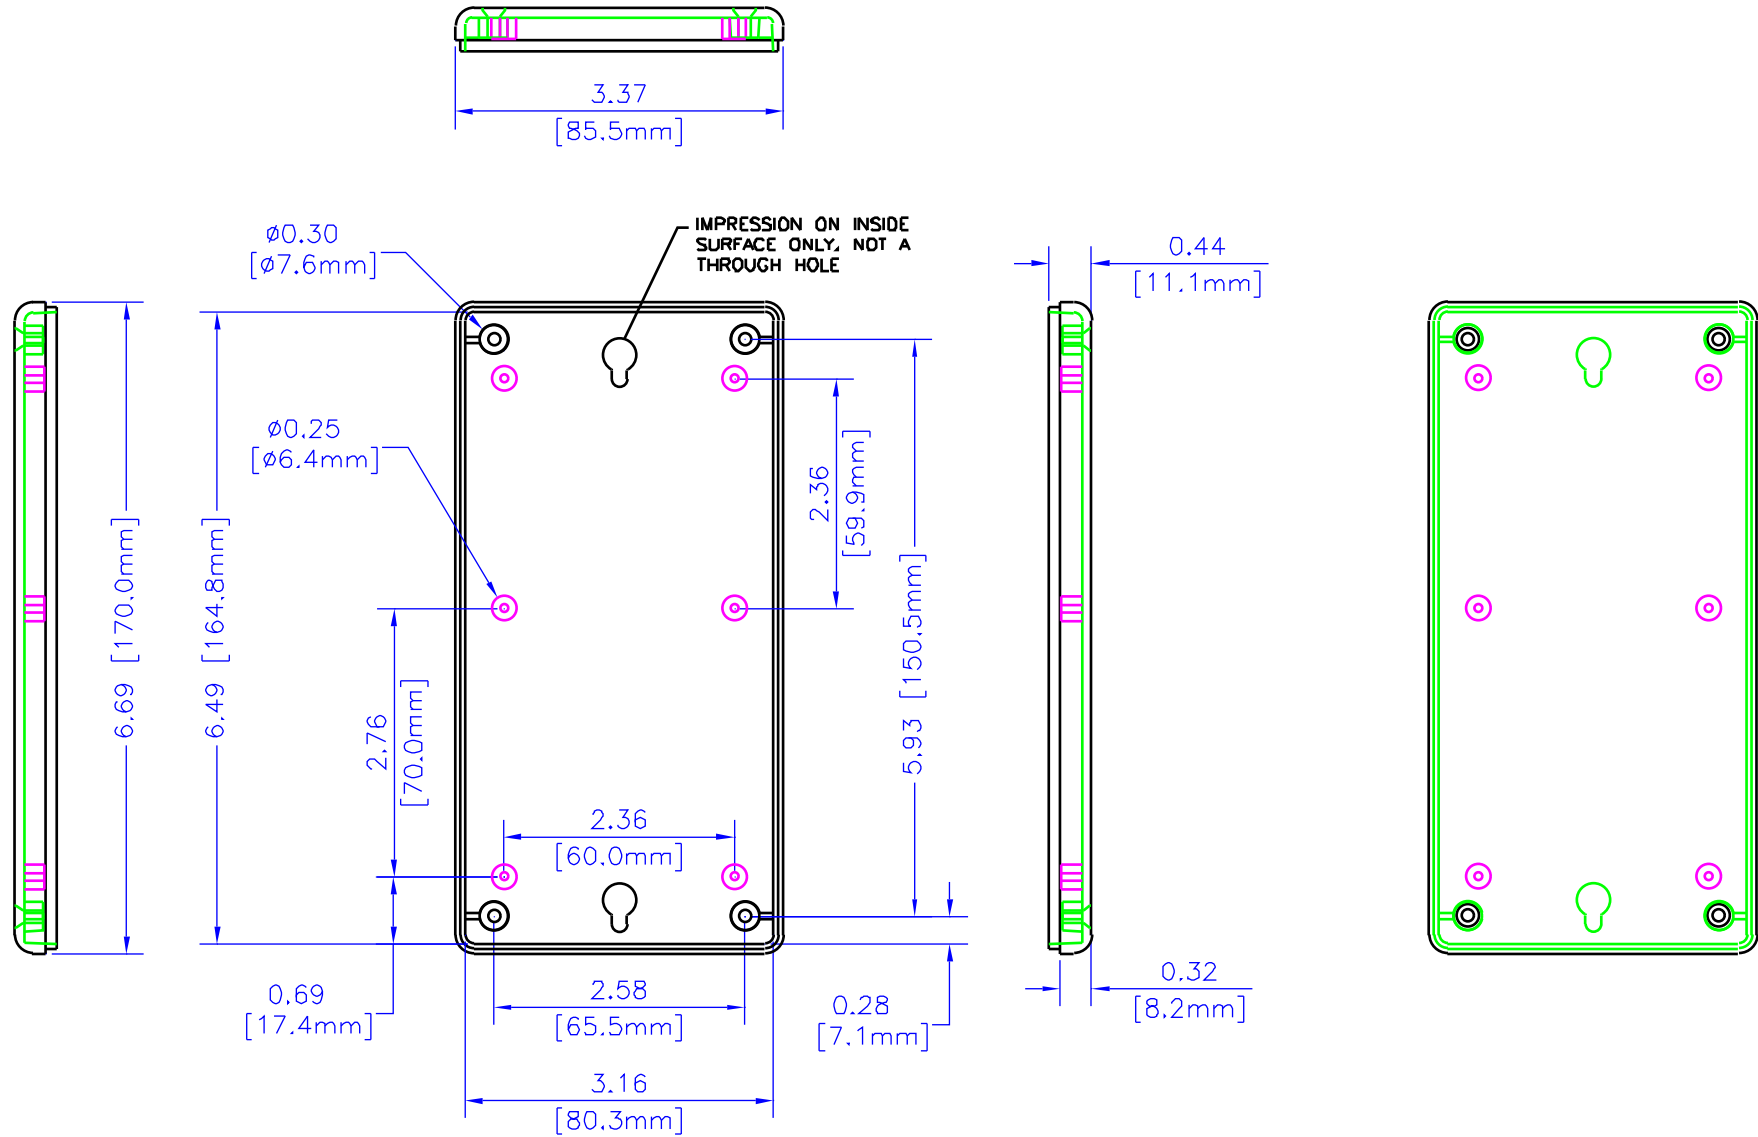 3.37
[85.5mm]
IMPRESSION ON INSIDE
SURFACE ONLY, NOT A
THROUGH HOLE
ø0.30
[ø7.6mm]
0.44
[11.1mm]
ø0.25
[ø6.4mm]
2.36
[59.9mm]
6.69 [170.0mm]
6.49 [164.8mm]
5.93 [150.5mm]
2.76
[70.0mm]
2.36
[60.0mm]
0.69
[17.4mm]
2.58
[65.5mm]
0.28
[7.1mm]
0.32
[8.2mm]
3.16
[80.3mm]